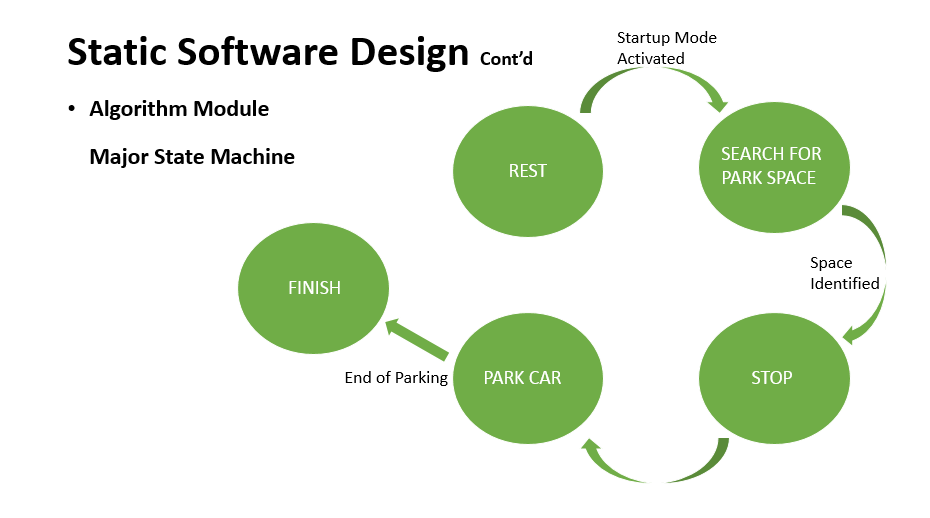 Static Software Design Cont’d
• Algorithm Module
Major State Machine
Startup Mode
Activated
REST
SEARCH FOR
PARK SPACE
Space
Identified
STOP
PARK CAR
End of Parking
FINISH